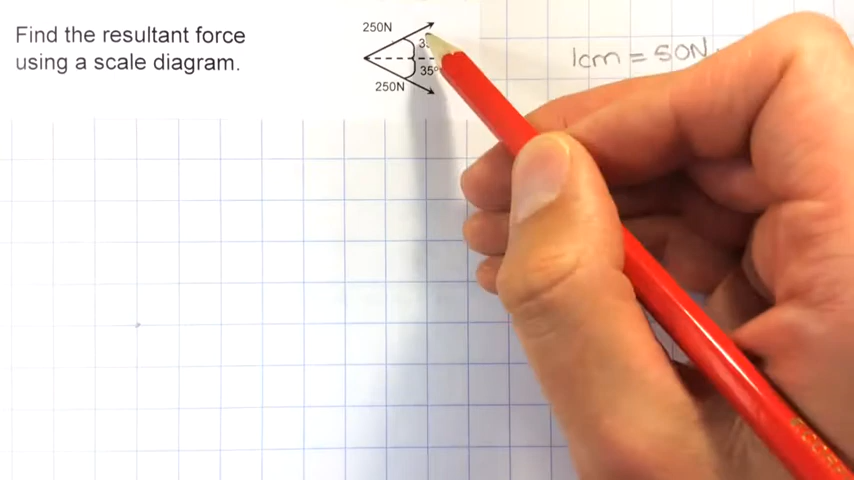 Find the resultant force
using a scale diagram.
250N
35°
250N
1cm = 50N